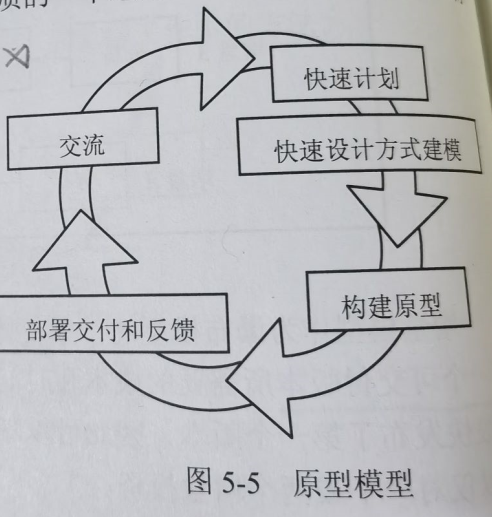 质的
快速计划
交流
快速设计方式建模
构建原型
部署交付和反馈
图 5-5 原型模型